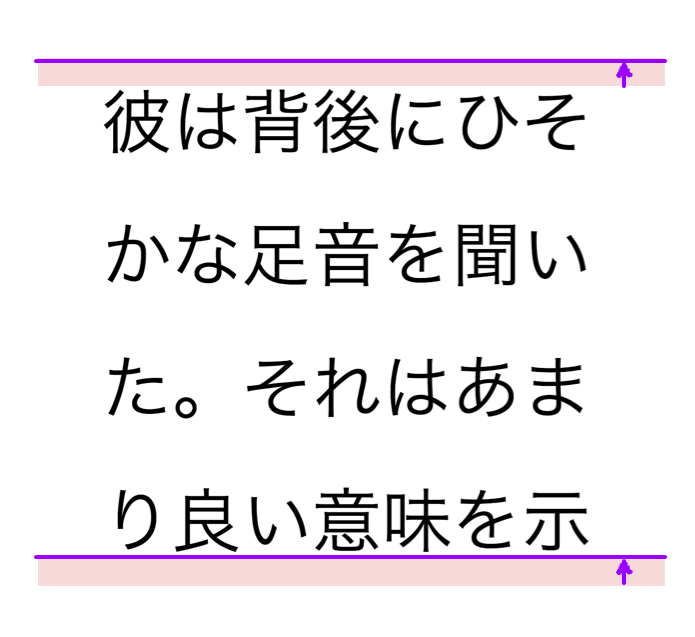 彼は背後にひそ
かな足音を聞い
た。それはあま
り良い意味を示